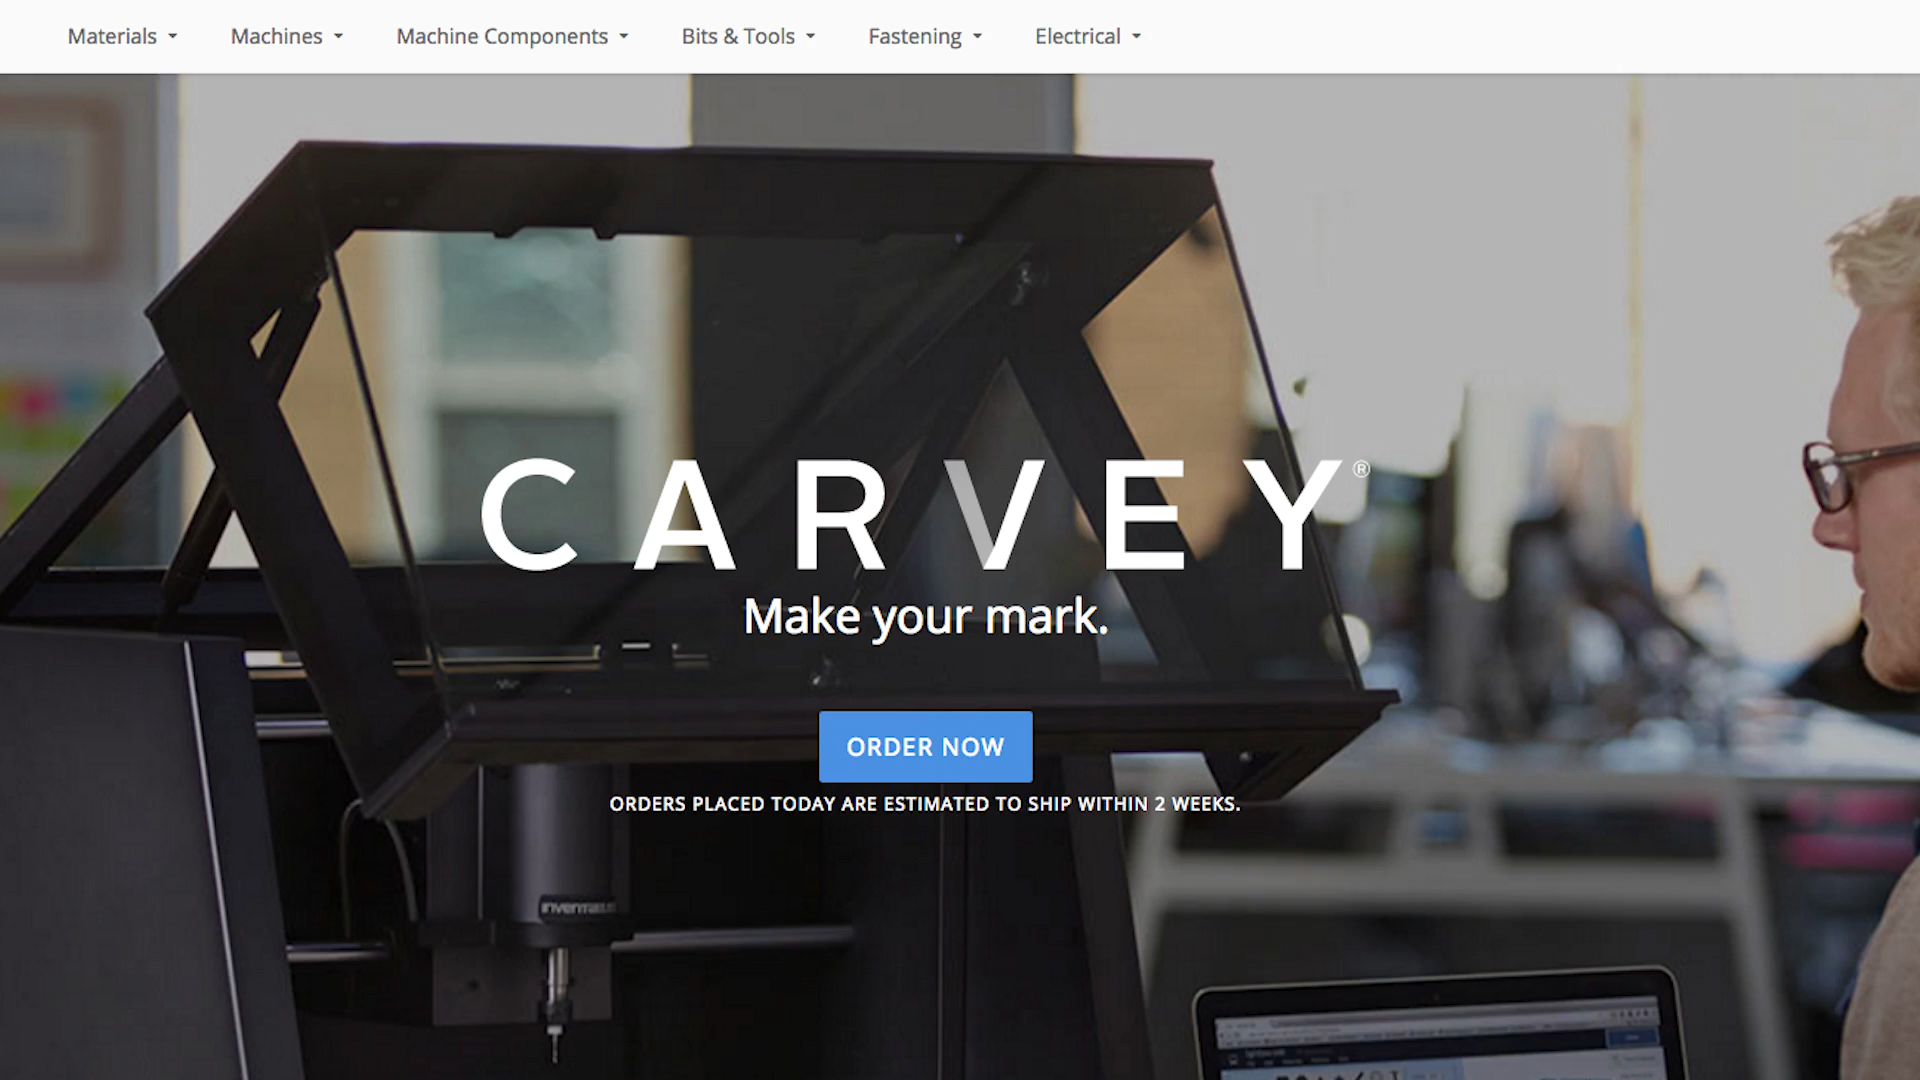 Materials Machines Machine Components Bits & Tools Fastening Electrical
CARVEY®
Make your mark.
ORDER NOW
ORDERS PLACED TODAY ARE ESTIMATED TO SHIP WITHIN 2 WEEKS.